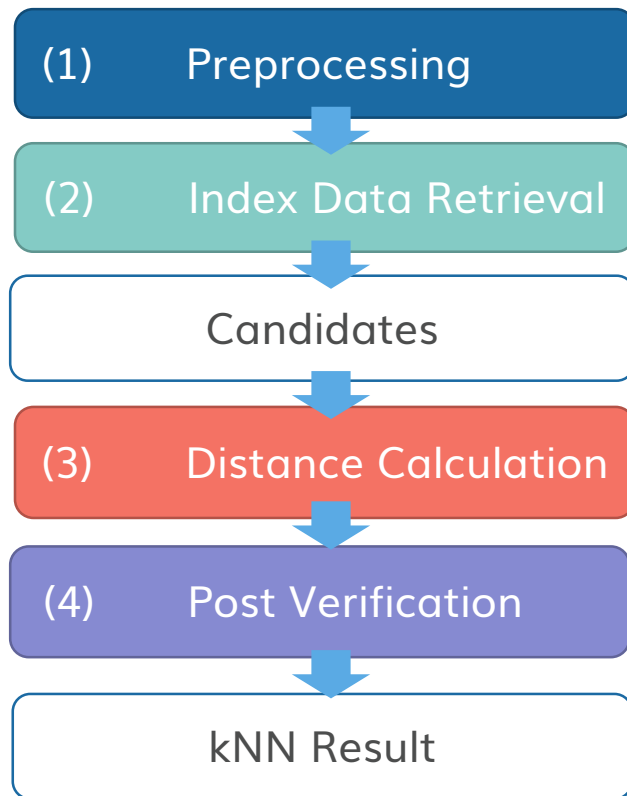 (1) Preprocessing
(2) Index Data Retrieval
Candidates
(3) Distance Calculation
(4) Post Verification
kNN Result